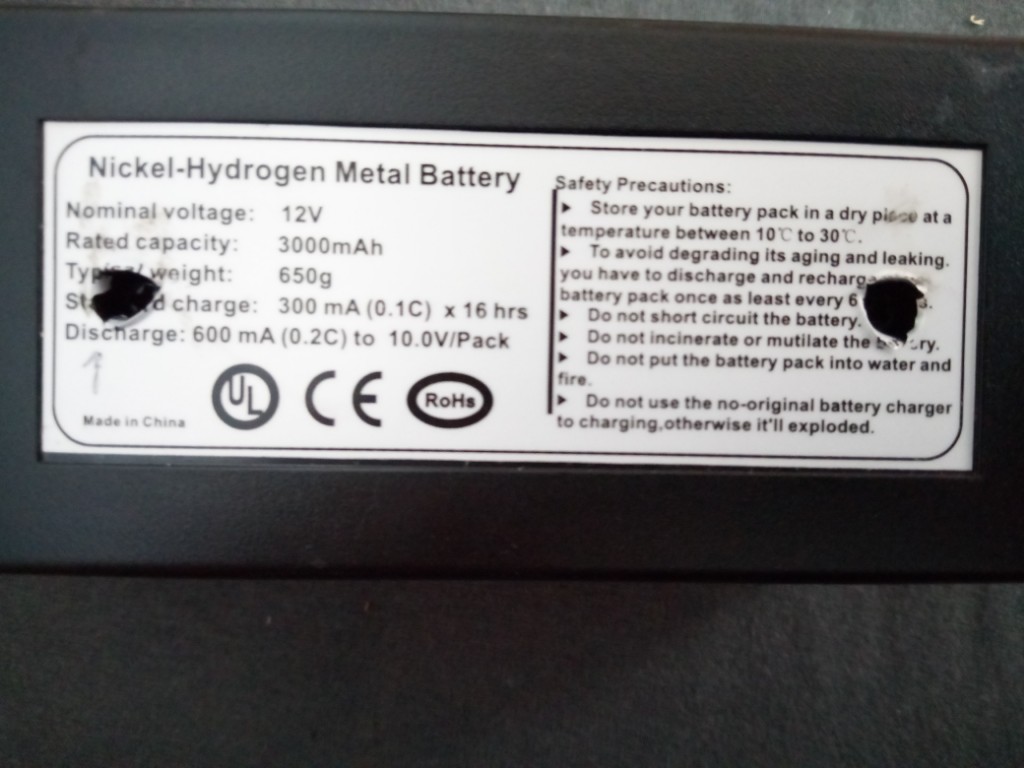 Nickel-Hydrogen Metal Battery
Nominal voltage: 12V
Rated capacity: 3000mAh
weight: 650g
charge: 300 mA (0.1C) x 16 hrs
Discharge: 600 mA (0.2C) to 10.0V/Pack
UL CE RoHs
Made in China
Safety Precautions:
▶ Store your battery pack in a dry at a
temperature between 10℃ to 30℃.
▶ To avoid degrading its aging and leaking.
you have to discharge and
battery pack once as least every 6
▶ Do not short circuit the battery.
▶ Do not incinerate or mutilate the
▶ Do not put the battery pack into water and
fire.
▶ Do not use the no-original battery charger
to charging,otherwise it'll exploded.